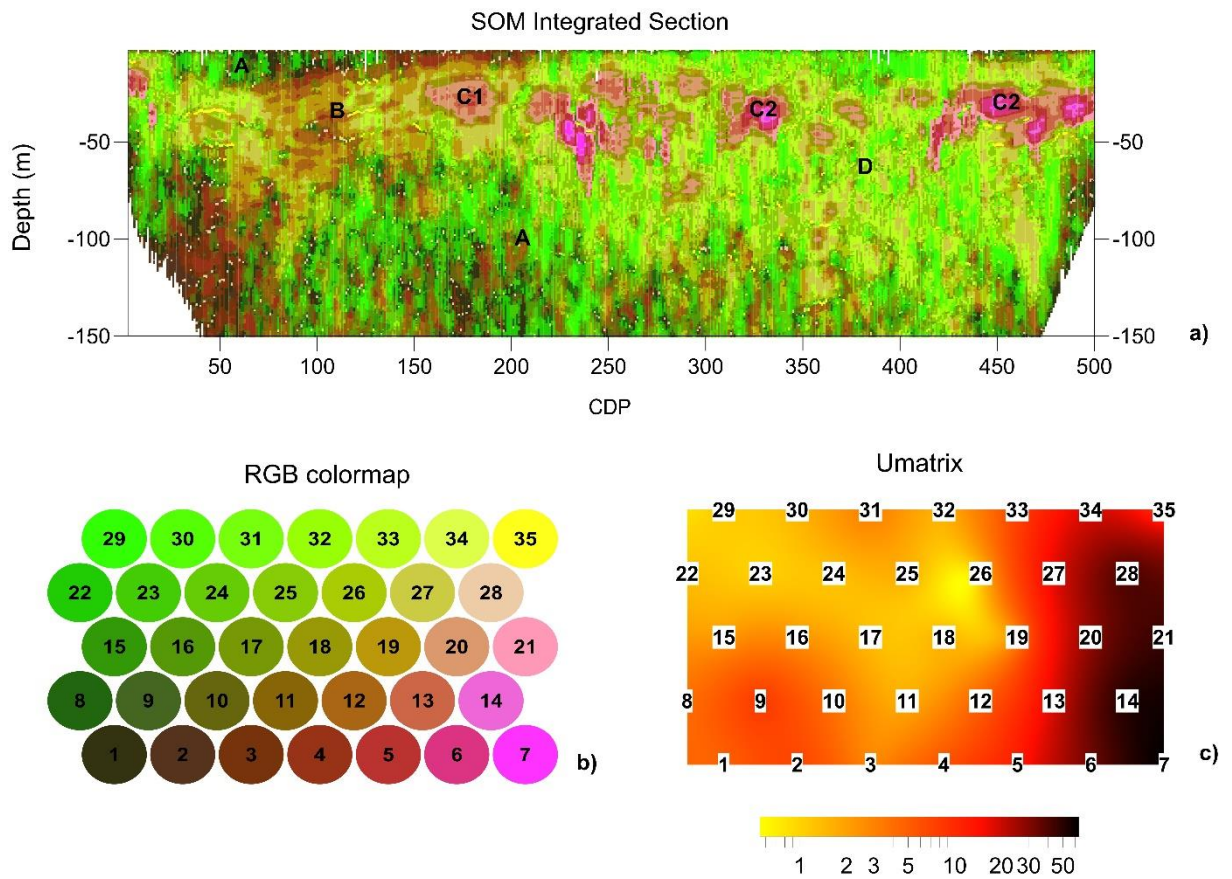 SOM Integrated Section
A
B
C1
C2
C2
D
A
Depth (m)
-50
-100
-150
-50
-100
-150
50 100 150 200 250 300 350 400 450 500
CDP
a)
RGB colormap
29 30 31 32 33 34 35
22 23 24 25 26 27 28
15 16 17 18 19 20 21
8 9 10 11 12 13 14
1 2 3 4 5 6 7
b)
Umatrix
29 30 31 32 33 34 35
22 23 24 25 26 27 28
15 16 17 18 19 20 21
8 9 10 11 12 13 14
1 2 3 4 5 6 7
c)
1 2 3 5 10 20 30 50